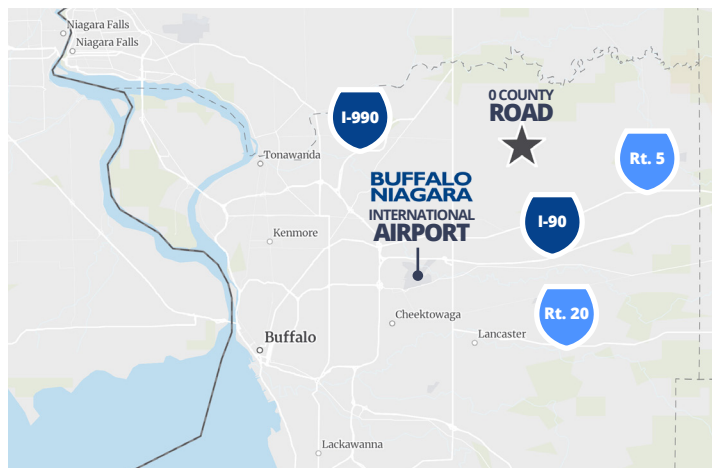 Niagara Falls
Niagara Falls
0 COUNTY
ROAD
I-990
Rt. 5
Tonawanda
BUFFALO
NIAGARA
INTERNATIONAL
AIRPORT
I-90
Kenmore
Cheektowaga
Rt. 20
Lancaster
Buffalo
Lackawanna